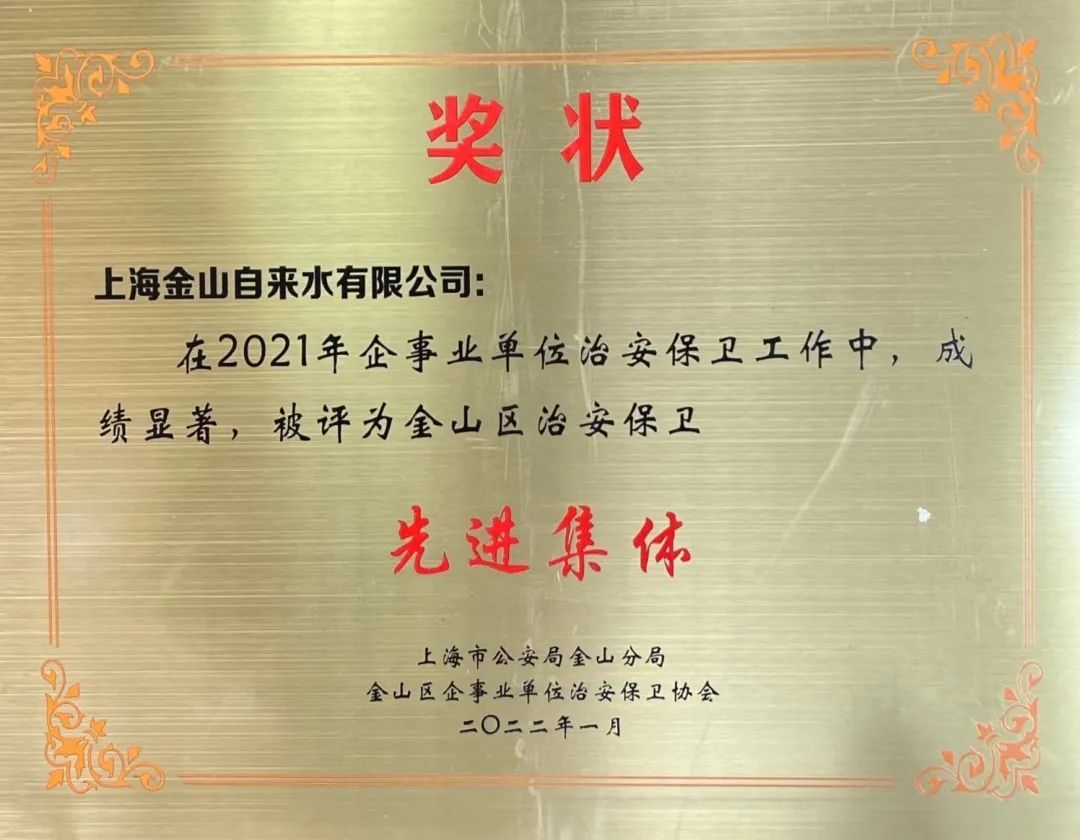 奖状
上海金山自来水有限公司:
在2021年企事业单位治安保卫工作中,成
绩显著,被评为金山区治安保卫
先进集体
上海市公安局金山分局
金山区企事业单位治安保卫协会
二〇二二年一月